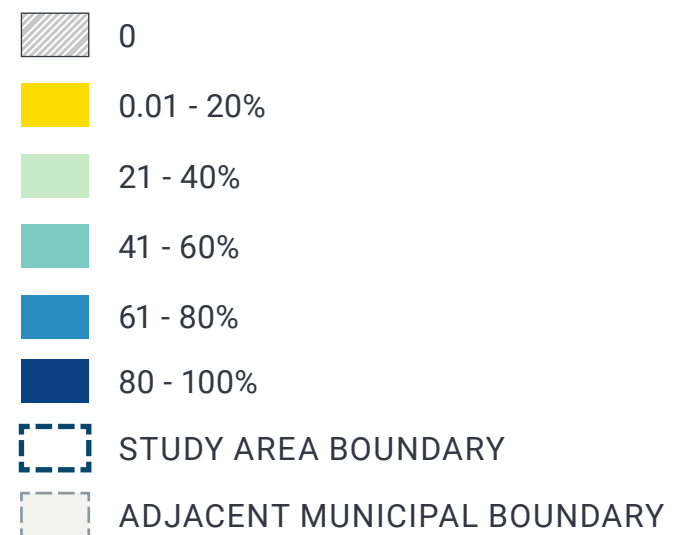 0
0.01 - 20%
21 - 40%
41 - 60%
61 - 80%
80 - 100%
STUDY AREA BOUNDARY
ADJACENT MUNICIPAL BOUNDARY